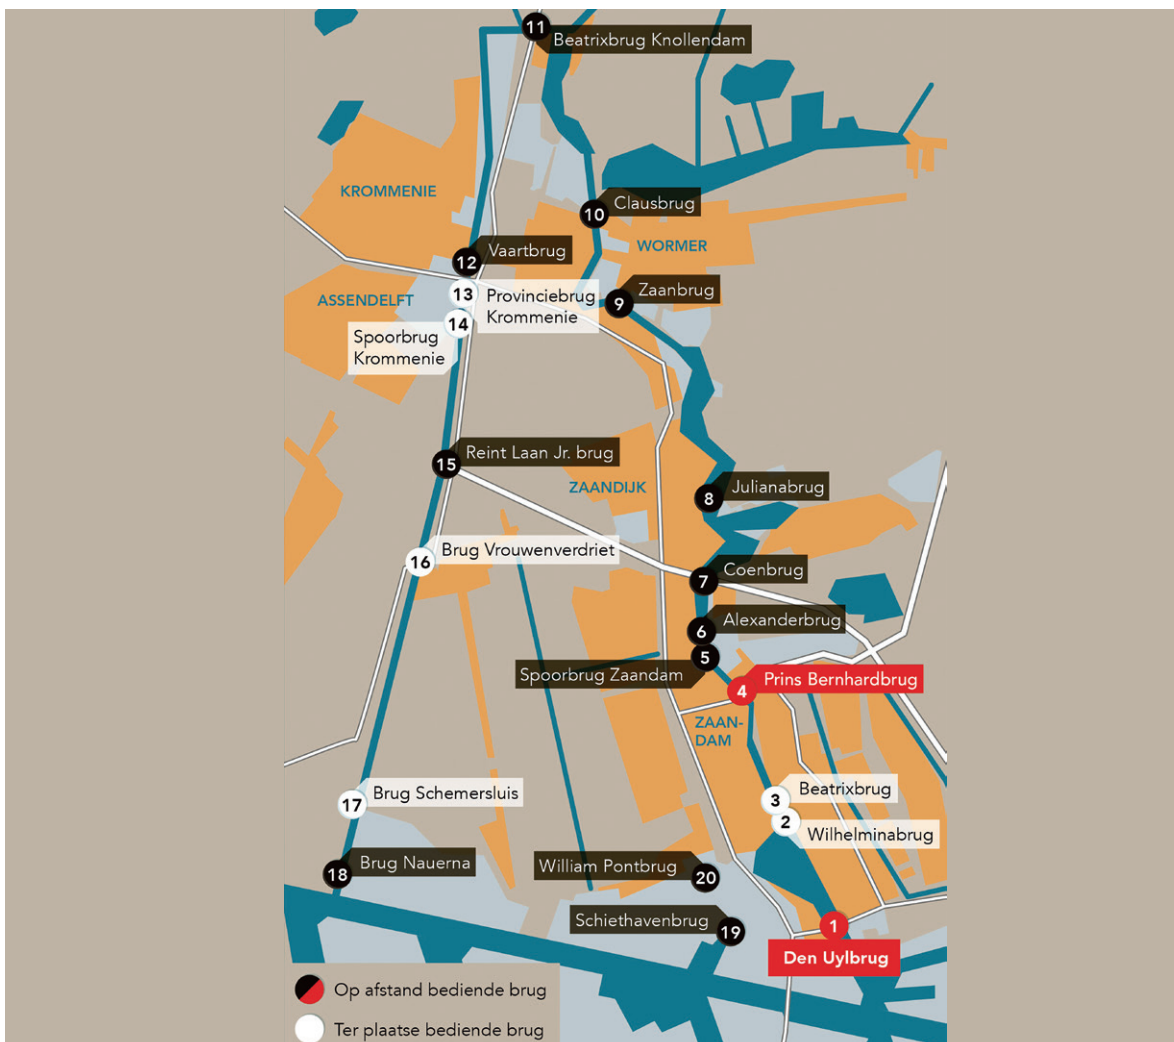 11
Beatrixbrug Knollendam
KROMMENIE
10
Clausbrug
WORMER
12
Vaartbrug
ASSENDELFT
13
Provinciebrug
Krommenie
9
Zaanbrug
14
Spoorbrug
Krommenie
15
Reint Laan Jr. brug
ZAANDIJK
8
Julianabrug
16
Brug Vrouwenverdriet
7
Coenbrug
6
Alexanderbrug
5
Spoorbrug Zaandam
4
Prins Bernhardbrug
ZAAN-
DAM
17
Brug Schemersluis
3
Beatrixbrug
2
Wilhelminabrug
18
Brug Nauerna
William Pontbrug
20
Schiethavenbrug
19
1
Den Uylbrug
Op afstand bediende brug
Ter plaatse bediende brug